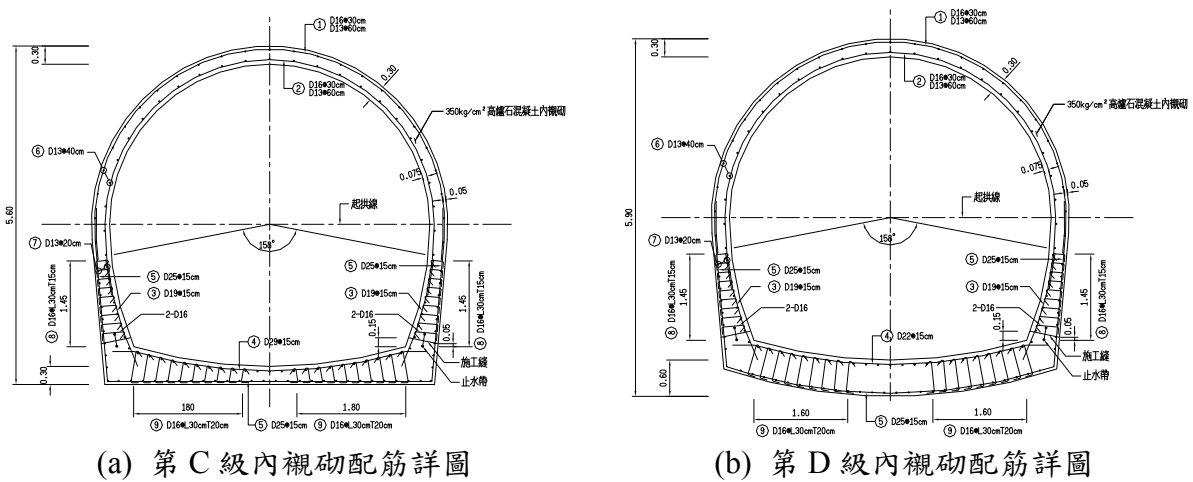 ① D16@30cm
D13@60cm
0.30
0.30
② D16@30cm
D13@60cm
350kg/cm² 高爐石混凝土內襯砌
⑥ D13@40cm
0.075
0.05
5.60
起拱線
158°
⑦ D13@20cm
⑤ D25@15cm
⑤ D25@15cm
③ D19@15cm
③ D19@15cm
2-D16
2-D16
1.45
1.45
⑧ D16@L30cmT15cm
D16@L30cmT15cm ⑧
0.15
0.05
④ D29@15cm
施工縫
止水帶
0.30
180
1.80
⑨ D16@L30cmT20cm
⑤ D25@15cm
⑨ D16@L30cmT20cm
(a) 第 C 級內襯砌配筋詳圖
① D16@30cm
D13@60cm
0.30
0.30
② D16@30cm
D13@60cm
350kg/cm² 高爐石混凝土內襯砌
⑥ D13@40cm
0.075
0.05
5.90
起拱線
158°
⑦ D13@20cm
⑤ D25@15cm
⑤ D25@15cm
③ D19@15cm
③ D19@15cm
2-D16
2-D16
1.45
1.45
⑧ D16@L30cmT15cm
D16@L30cmT15cm ⑧
0.15
0.05
④ D22@15cm
施工縫
止水帶
0.60
1.60
1.60
⑨ D16@L30cmT20cm
⑤ D25@15cm
⑨ D16@L30cmT20cm
(b) 第 D 級內襯砌配筋詳圖